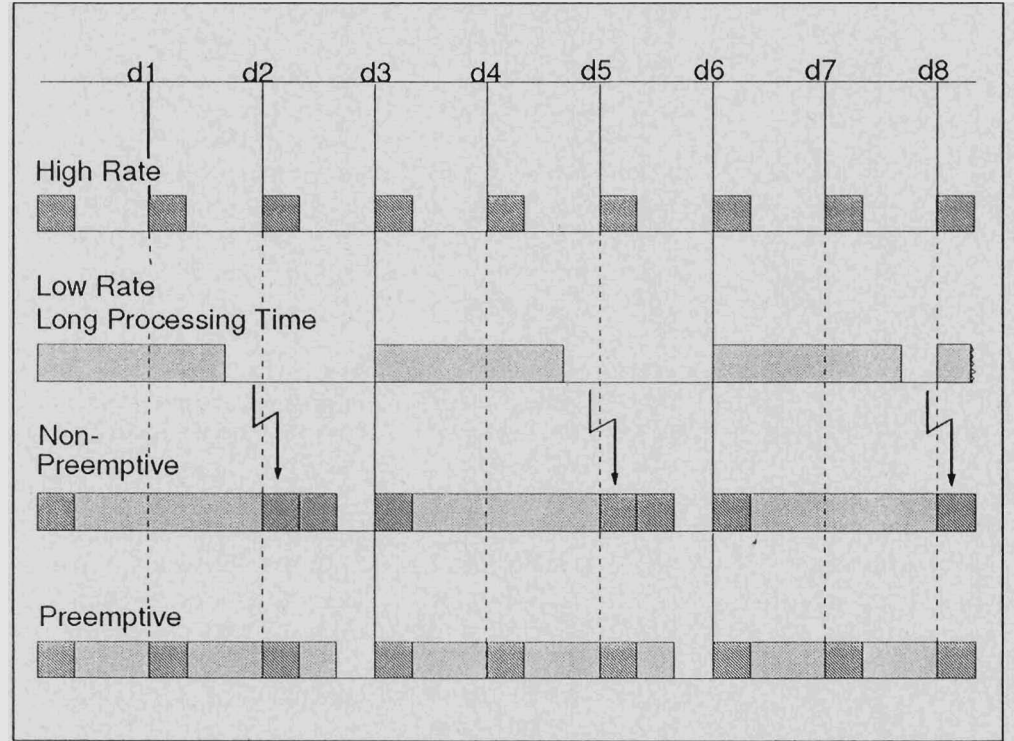 d1 d2 d3 d4 d5 d6 d7 d8
High Rate
Low Rate
Long Processing Time
Non-
Preemptive
Preemptive